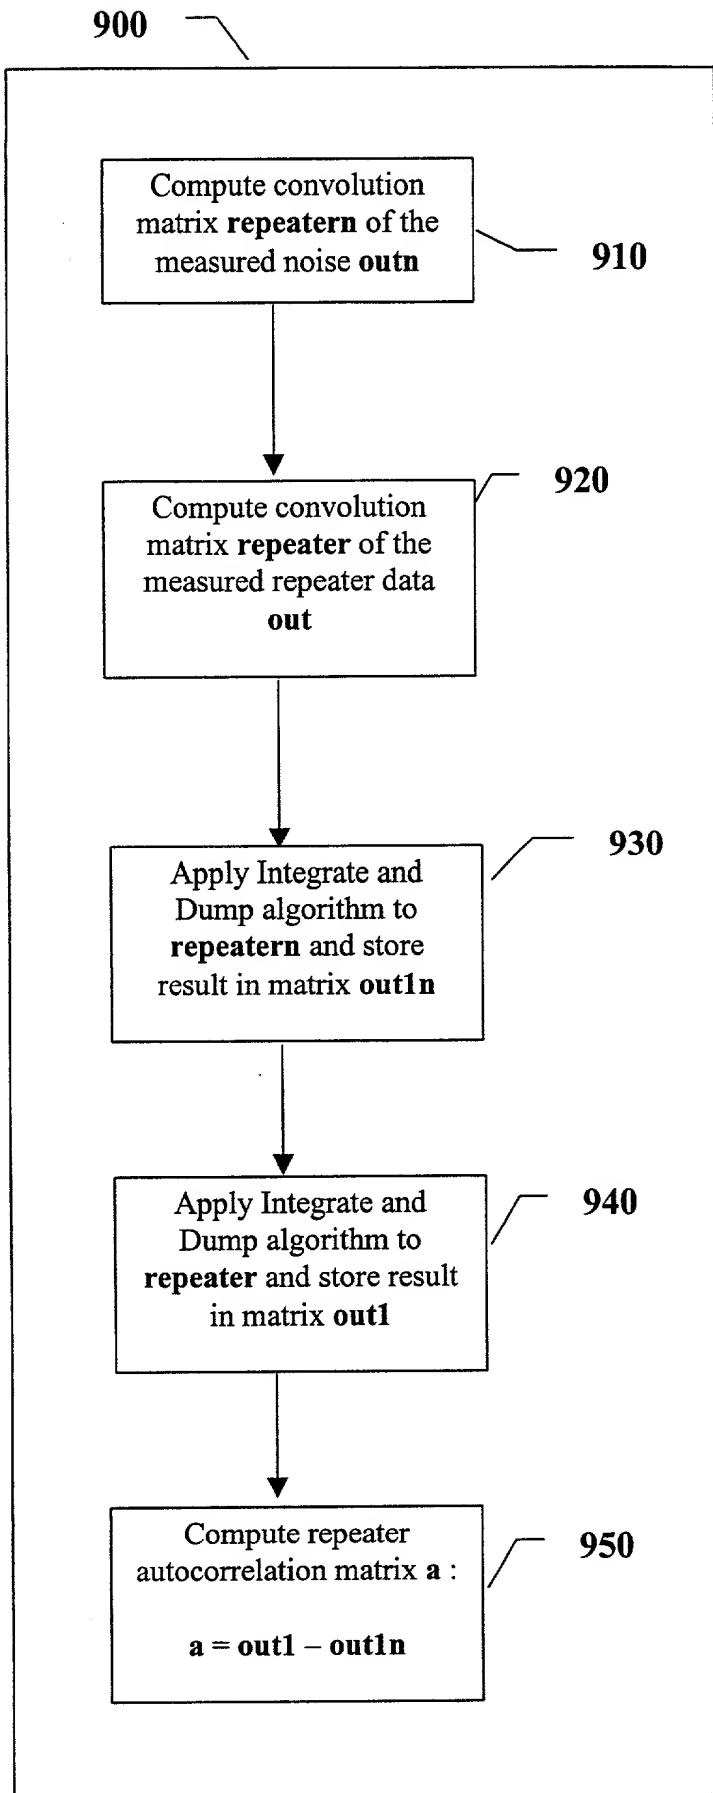 900
Compute convolution
matrix repeatern of the
measured noise outn
910
920
Compute convolution
matrix repeater of the
measured repeater data
out
930
Apply Integrate and
Dump algorithm to
repeatern and store
result in matrix out1n
940
Apply Integrate and
Dump algorithm to
repeater and store result
in matrix out1
950
Compute repeater
autocorrelation matrix a :
a = out1 – out1n